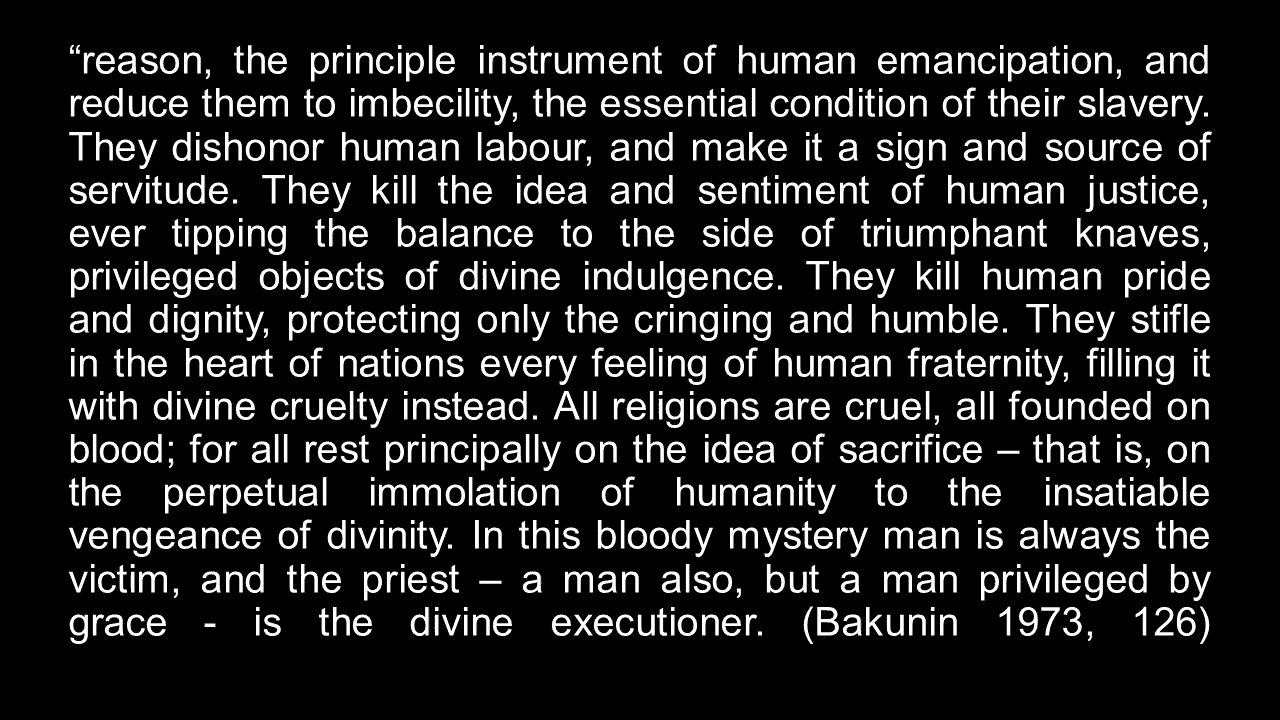 “reason, the principle instrument of human emancipation, and
reduce them to imbecility, the essential condition of their slavery.
They dishonor human labour, and make it a sign and source of
servitude. They kill the idea and sentiment of human justice,
ever tipping the balance to the side of triumphant knaves,
privileged objects of divine indulgence. They kill human pride
and dignity, protecting only the cringing and humble. They stifle
in the heart of nations every feeling of human fraternity, filling it
with divine cruelty instead. All religions are cruel, all founded on
blood; for all rest principally on the idea of sacrifice – that is, on
the perpetual immolation of humanity to the insatiable
vengeance of divinity. In this bloody mystery man is always the
victim, and the priest – a man also, but a man privileged by
grace - is the divine executioner. (Bakunin 1973, 126)